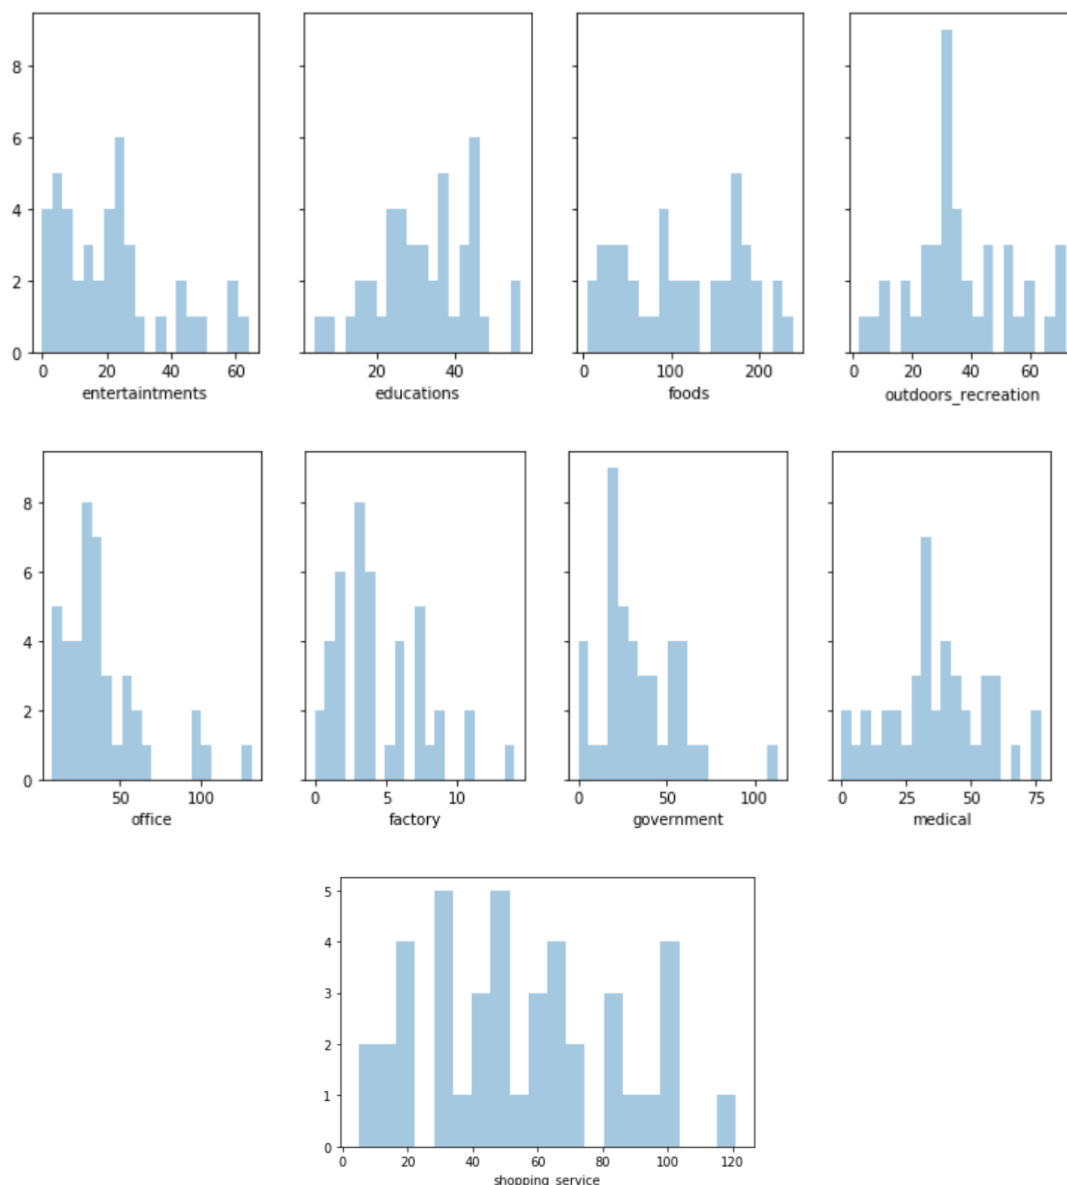 8
6
4
2
0
0 20 40 60
entertaintments
20 40
educations
0 100 200
foods
0 20 40 60
outdoors_recreation
8
6
4
2
0
50 100
office
0 5 10
factory
0 50 100
government
0 25 50 75
medical
5
4
3
2
1
0
0 20 40 60 80 100 120
shopping_service